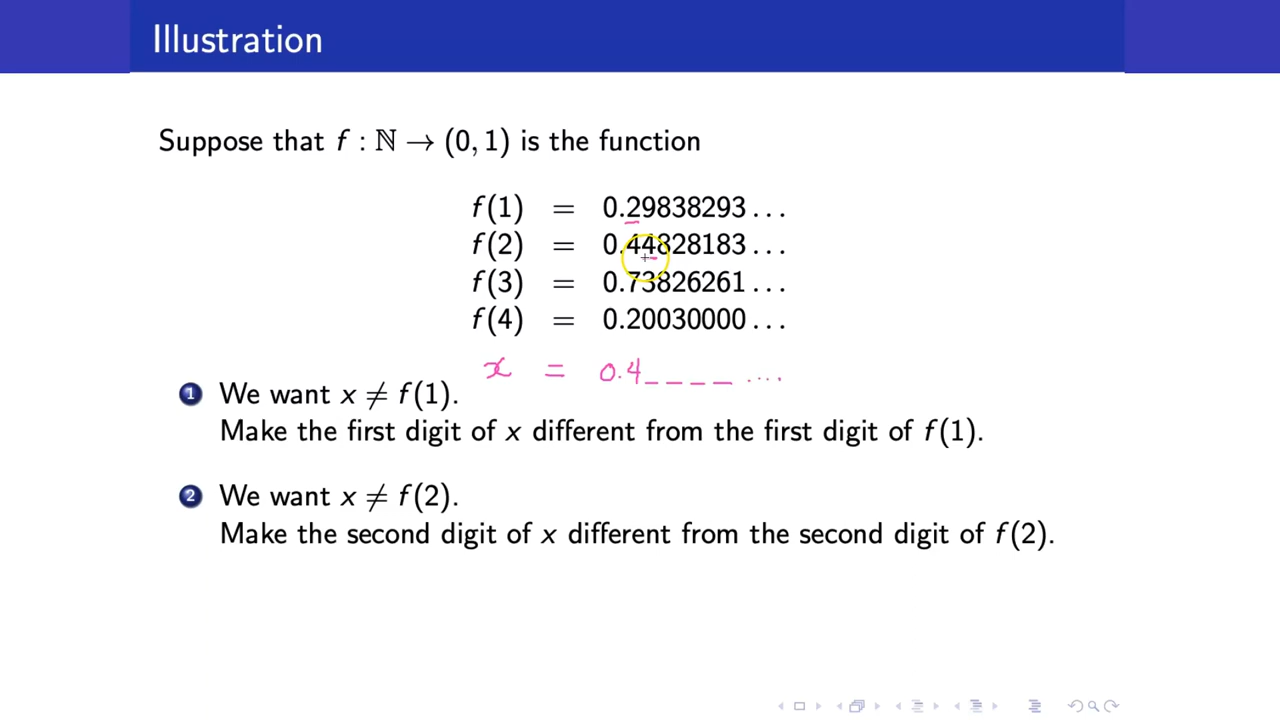 Illustration
Suppose that f : ℕ → (0, 1) is the function
f(1) = 0.29838293...
f(2) = 0.44828183...
f(3) = 0.73826261...
f(4) = 0.20030000...
x = 0.4_ _ _ _ ....
1 We want x ≠ f(1).
Make the first digit of x different from the first digit of f(1).
2 We want x ≠ f(2).
Make the second digit of x different from the second digit of f(2).